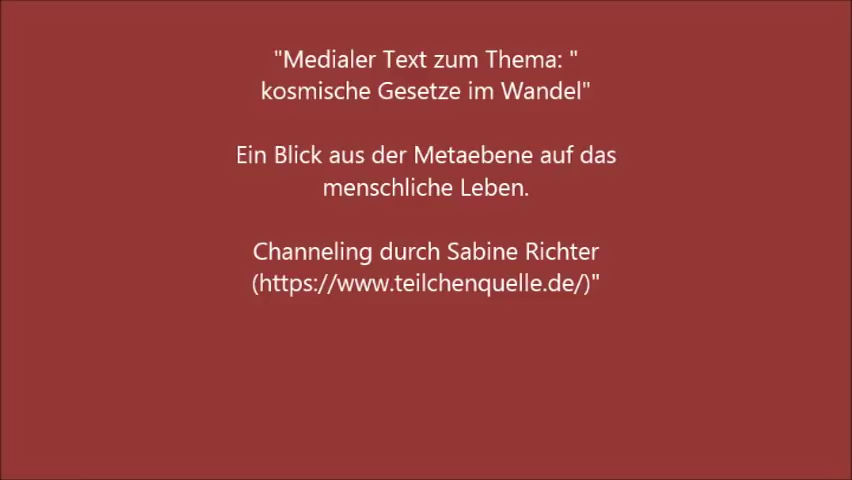 "Medialer Text zum Thema: "
kosmische Gesetze im Wandel"
Ein Blick aus der Metaebene auf das
menschliche Leben.
Channeling durch Sabine Richter
(https://www.teilchenquelle.de/)"